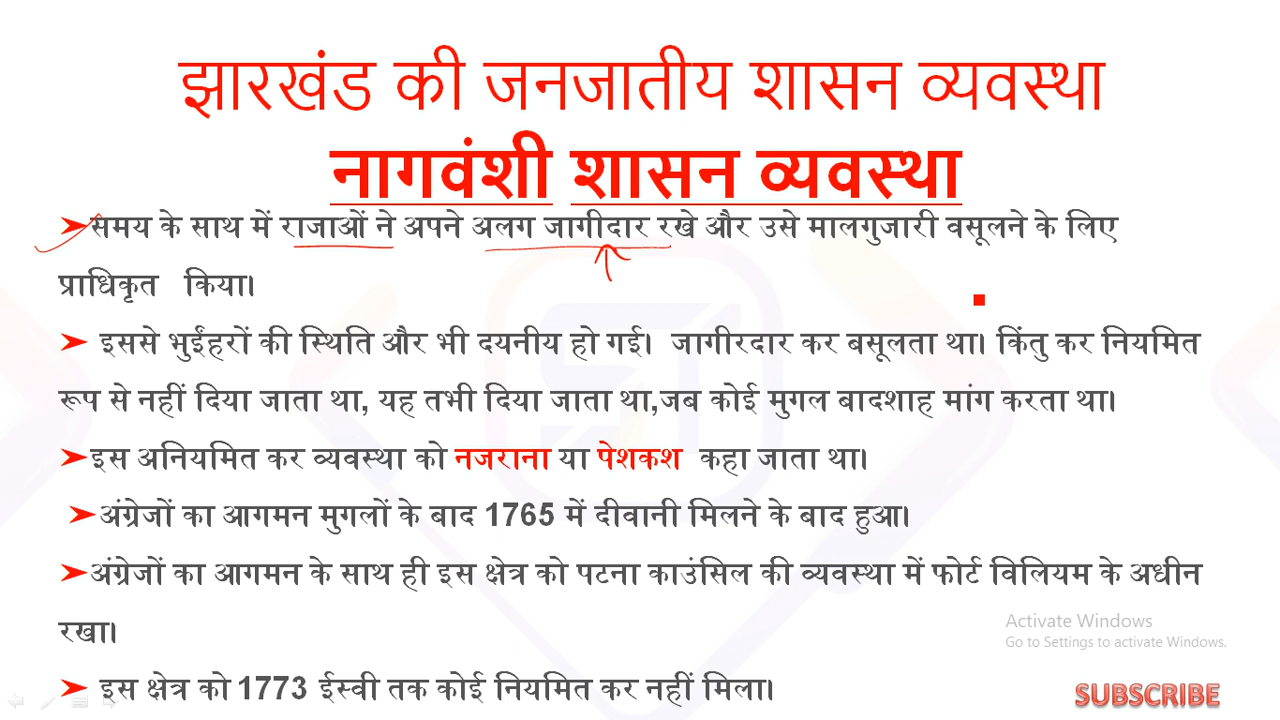 झारखंड की जनजातीय शासन व्यवस्था
नागवंशी शासन व्यवस्था
➤समय के साथ में राजाओं ने अपने अलग जागीदार रखे और उसे मालगुजारी वसूलने के लिए
प्राधिकृत किया।
➤ इससे भुईंहरों की स्थिति और भी दयनीय हो गई। जागीरदार कर बसूलता था। किंतु कर नियमित
रूप से नहीं दिया जाता था, यह तभी दिया जाता था,जब कोई मुगल बादशाह मांग करता था।
➤इस अनियमित कर व्यवस्था को नजराना या पेशकश कहा जाता था।
➤अंग्रेजों का आगमन मुगलों के बाद 1765 में दीवानी मिलने के बाद हुआ।
➤अंग्रेजों का आगमन के साथ ही इस क्षेत्र को पटना काउंसिल की व्यवस्था में फोर्ट विलियम के अधीन
रखा।
➤ इस क्षेत्र को 1773 ईस्वी तक कोई नियमित कर नहीं मिला।
Activate Windows
Go to Settings to activate Windows.
SUBSCRIBE